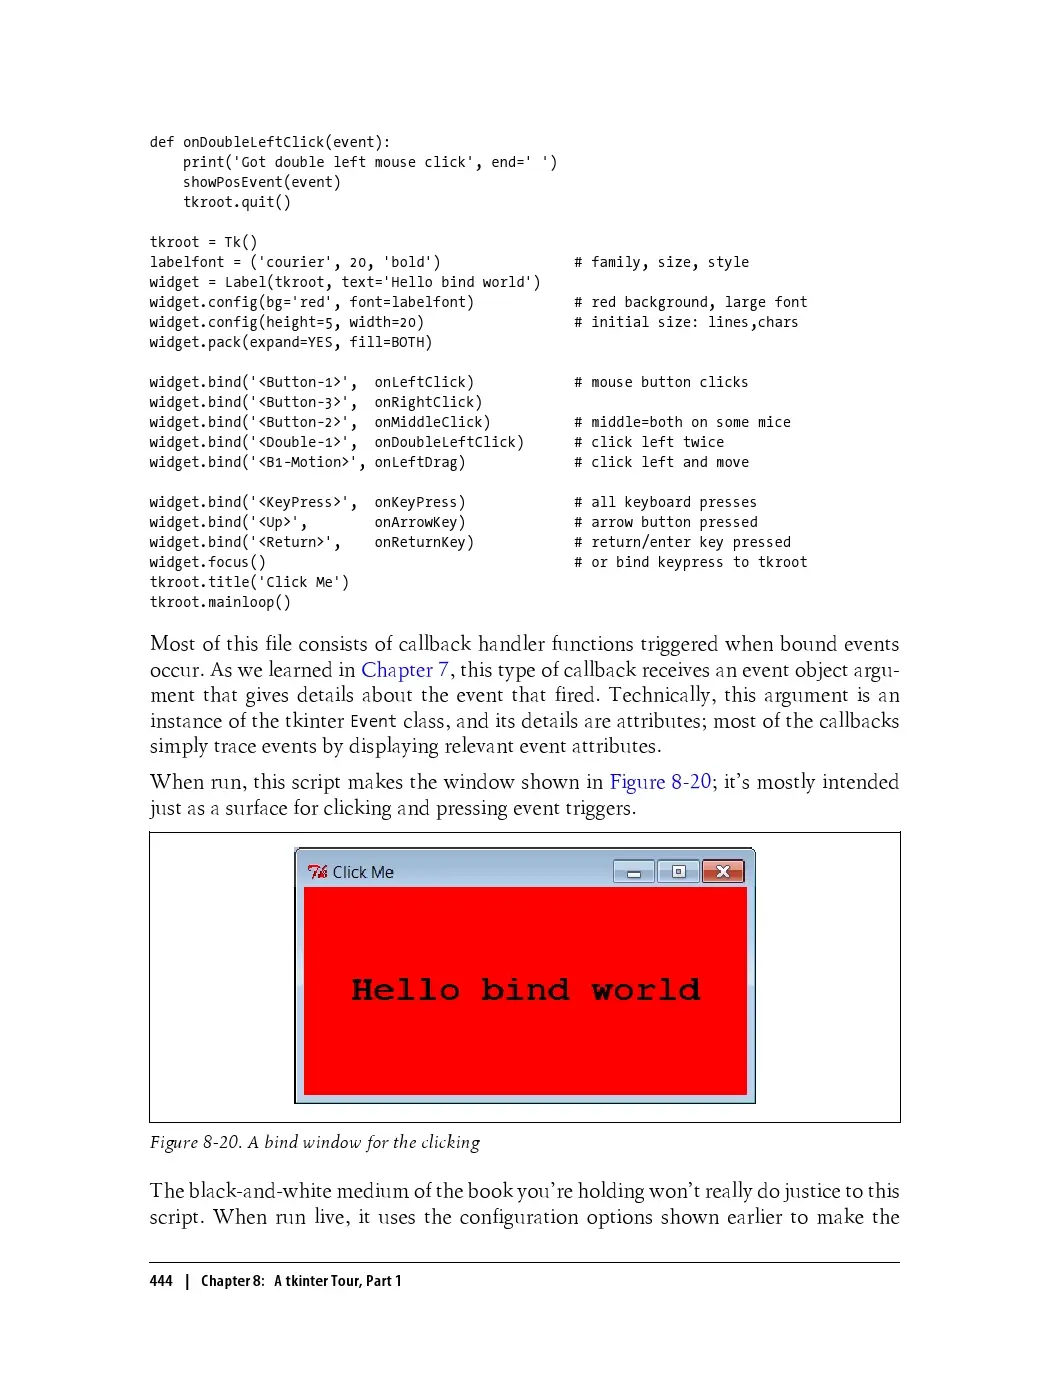 def onDoubleLeftClick(event):
    print('Got double left mouse click', end=' ')
    showPosEvent(event)
    tkroot.quit()
tkroot = Tk()
labelfont = ('courier', 20, 'bold')                # family, size, style
widget = Label(tkroot, text='Hello bind world')
widget.config(bg='red', font=labelfont)            # red background, large font
widget.config(height=5, width=20)                  # initial size: lines,chars
widget.pack(expand=YES, fill=BOTH)
widget.bind('<Button-1>',  onLeftClick)            # mouse button clicks
widget.bind('<Button-3>',  onRightClick)
widget.bind('<Button-2>',  onMiddleClick)          # middle=both on some mice
widget.bind('<Double-1>',  onDoubleLeftClick)      # click left twice
widget.bind('<B1-Motion>', onLeftDrag)             # click left and move
widget.bind('<KeyPress>',  onKeyPress)             # all keyboard presses
widget.bind('<Up>',        onArrowKey)             # arrow button pressed
widget.bind('<Return>',    onReturnKey)            # return/enter key pressed
widget.focus()                                     # or bind keypress to tkroot
tkroot.title('Click Me')
tkroot.mainloop()
Most of this file consists of callback handler functions triggered when bound events
occur. As we learned in Chapter 7, this type of callback receives an event object argu-
ment that gives details about the event that fired. Technically, this argument is an
instance of the tkinter Event class, and its details are attributes; most of the callbacks
simply trace events by displaying relevant event attributes.
When run, this script makes the window shown in Figure 8-20; it’s mostly intended
just as a surface for clicking and pressing event triggers.
Click Me
Hello bind world
Figure 8-20. A bind window for the clicking
The black-and-white medium of the book you’re holding won’t really do justice to this
script. When run live, it uses the configuration options shown earlier to make the
444 | Chapter 8: A tkinter Tour, Part 1